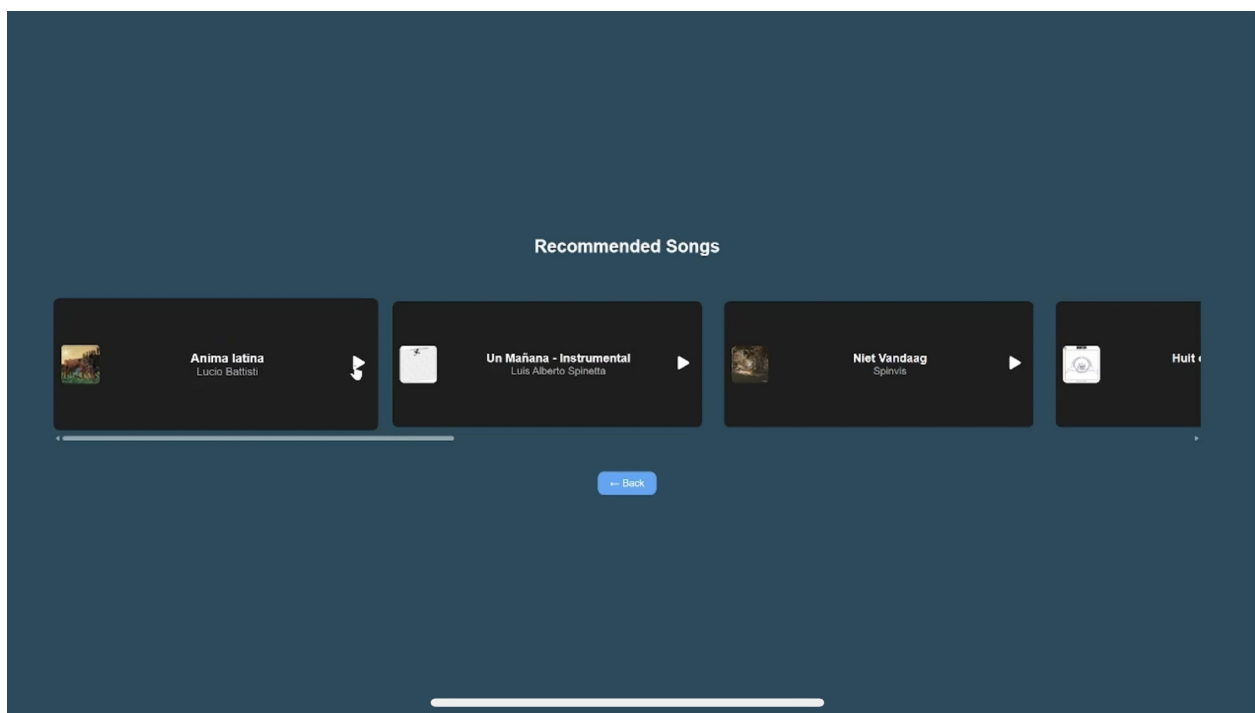 Recommended Songs
Anima latina
Lucio Battisti
Un Mañana - Instrumental
Luis Alberto Spinetta
Niet Vandaag
Spinvis
← Back